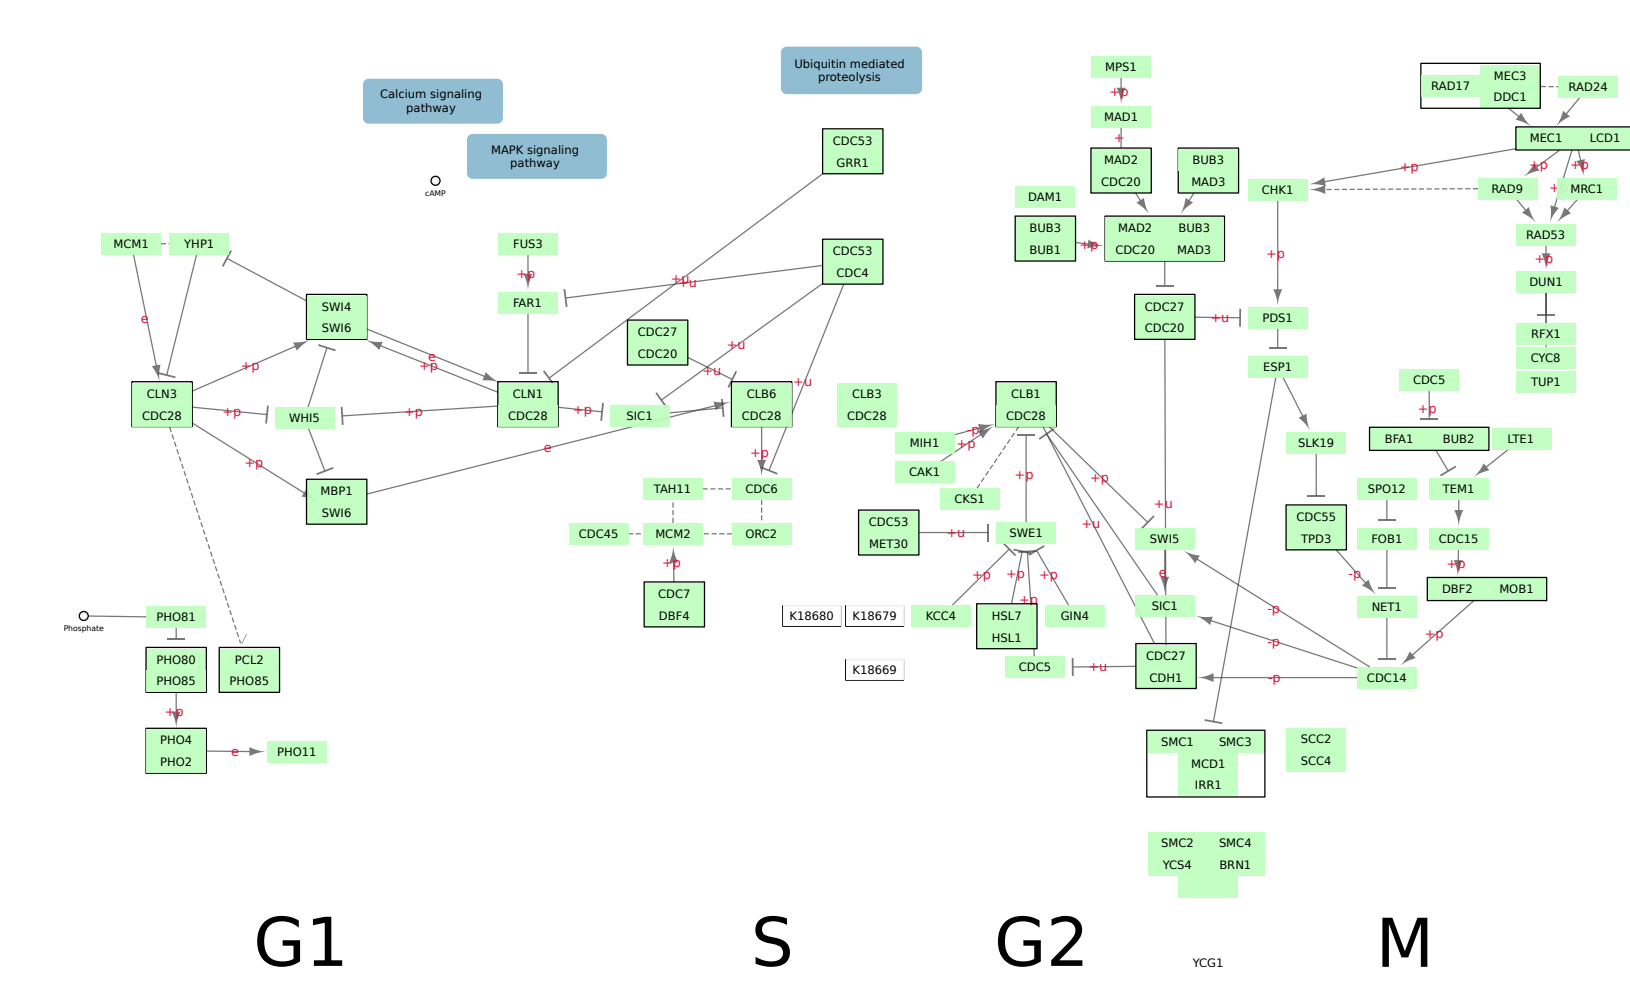 Ubiquitin mediated
proteolysis
Calcium signaling
pathway
MAPK signaling
pathway
cAMP
MPS1
+p
MAD1
+
MAD2
CDC20
BUB3
MAD3
DAM1
BUB3
BUB1
+p
MAD2 BUB3
CDC20 MAD3
CDC27
CDC20
+u
RAD17
MEC3
DDC1
RAD24
MEC1 LCD1
+p
+p
+p
+p
CHK1
RAD9
MRC1
RAD53
+p
+p
DUN1
PDS1
RFX1
CYC8
TUP1
ESP1
CDC53
GRR1
CDC53
CDC4
+u
+u
MCM1
YHP1
FUS3
+p
FAR1
SWI4
SWI6
e
e
+p
+p
CDC27
CDC20
+u
+u
+u
CLN3
CDC28
+p
WHI5
+p
CLN1
CDC28
+p
SIC1
CLB6
CDC28
CLB3
CDC28
CLB1
CDC28
+p
e
+p
MBP1
SWI6
MIH1
-p
+p
CAK1
CKS1
+p
+p
+u
+u
TAH11
CDC6
CDC45
MCM2
ORC2
+p
CDC7
DBF4
CDC53
MET30
+u
SWE1
SWI5
e
+p
+p
+p
+p
KCC4
HSL7
HSL1
GIN4
SIC1
CDC5
+u
CDC27
CDH1
K18680
K18679
K18669
CDC5
+p
BFA1 BUB2
LTE1
SLK19
SPO12
TEM1
CDC55
TPD3
FOB1
CDC15
-p
+p
NET1
DBF2 MOB1
-p
-p
-p
+p
CDC14
Phosphate
PHO81
PHO80
PHO85
PCL2
PHO85
+p
PHO4
PHO2
e
PHO11
SMC1 SMC3
MCD1
IRR1
SCC2
SCC4
SMC2 SMC4
YCS4 BRN1
YCG1
G1
S
G2
M